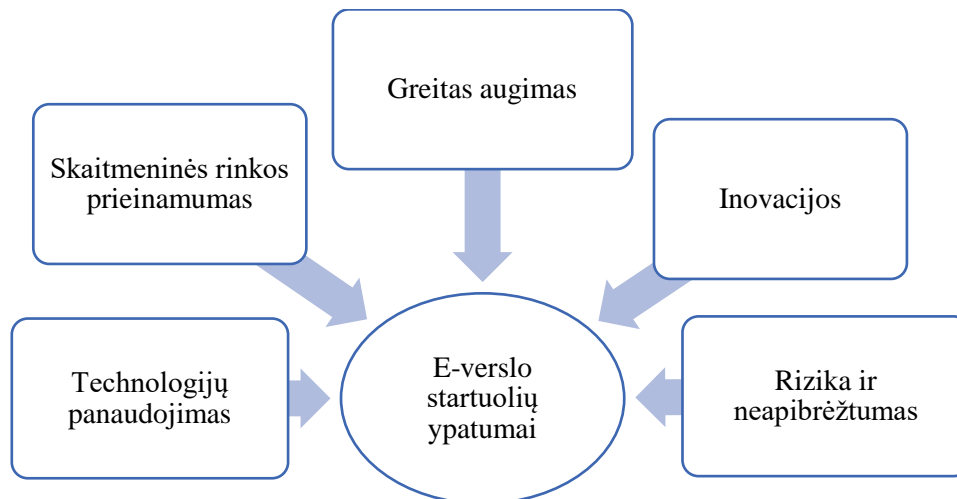 Greitas augimas
Skaitmeninės rinkos
prieinamumas
Inovacijos
Technologijų
panaudojimas
E-verslo
startuolių
ypatumai
Rizika ir
neapibrėžtumas